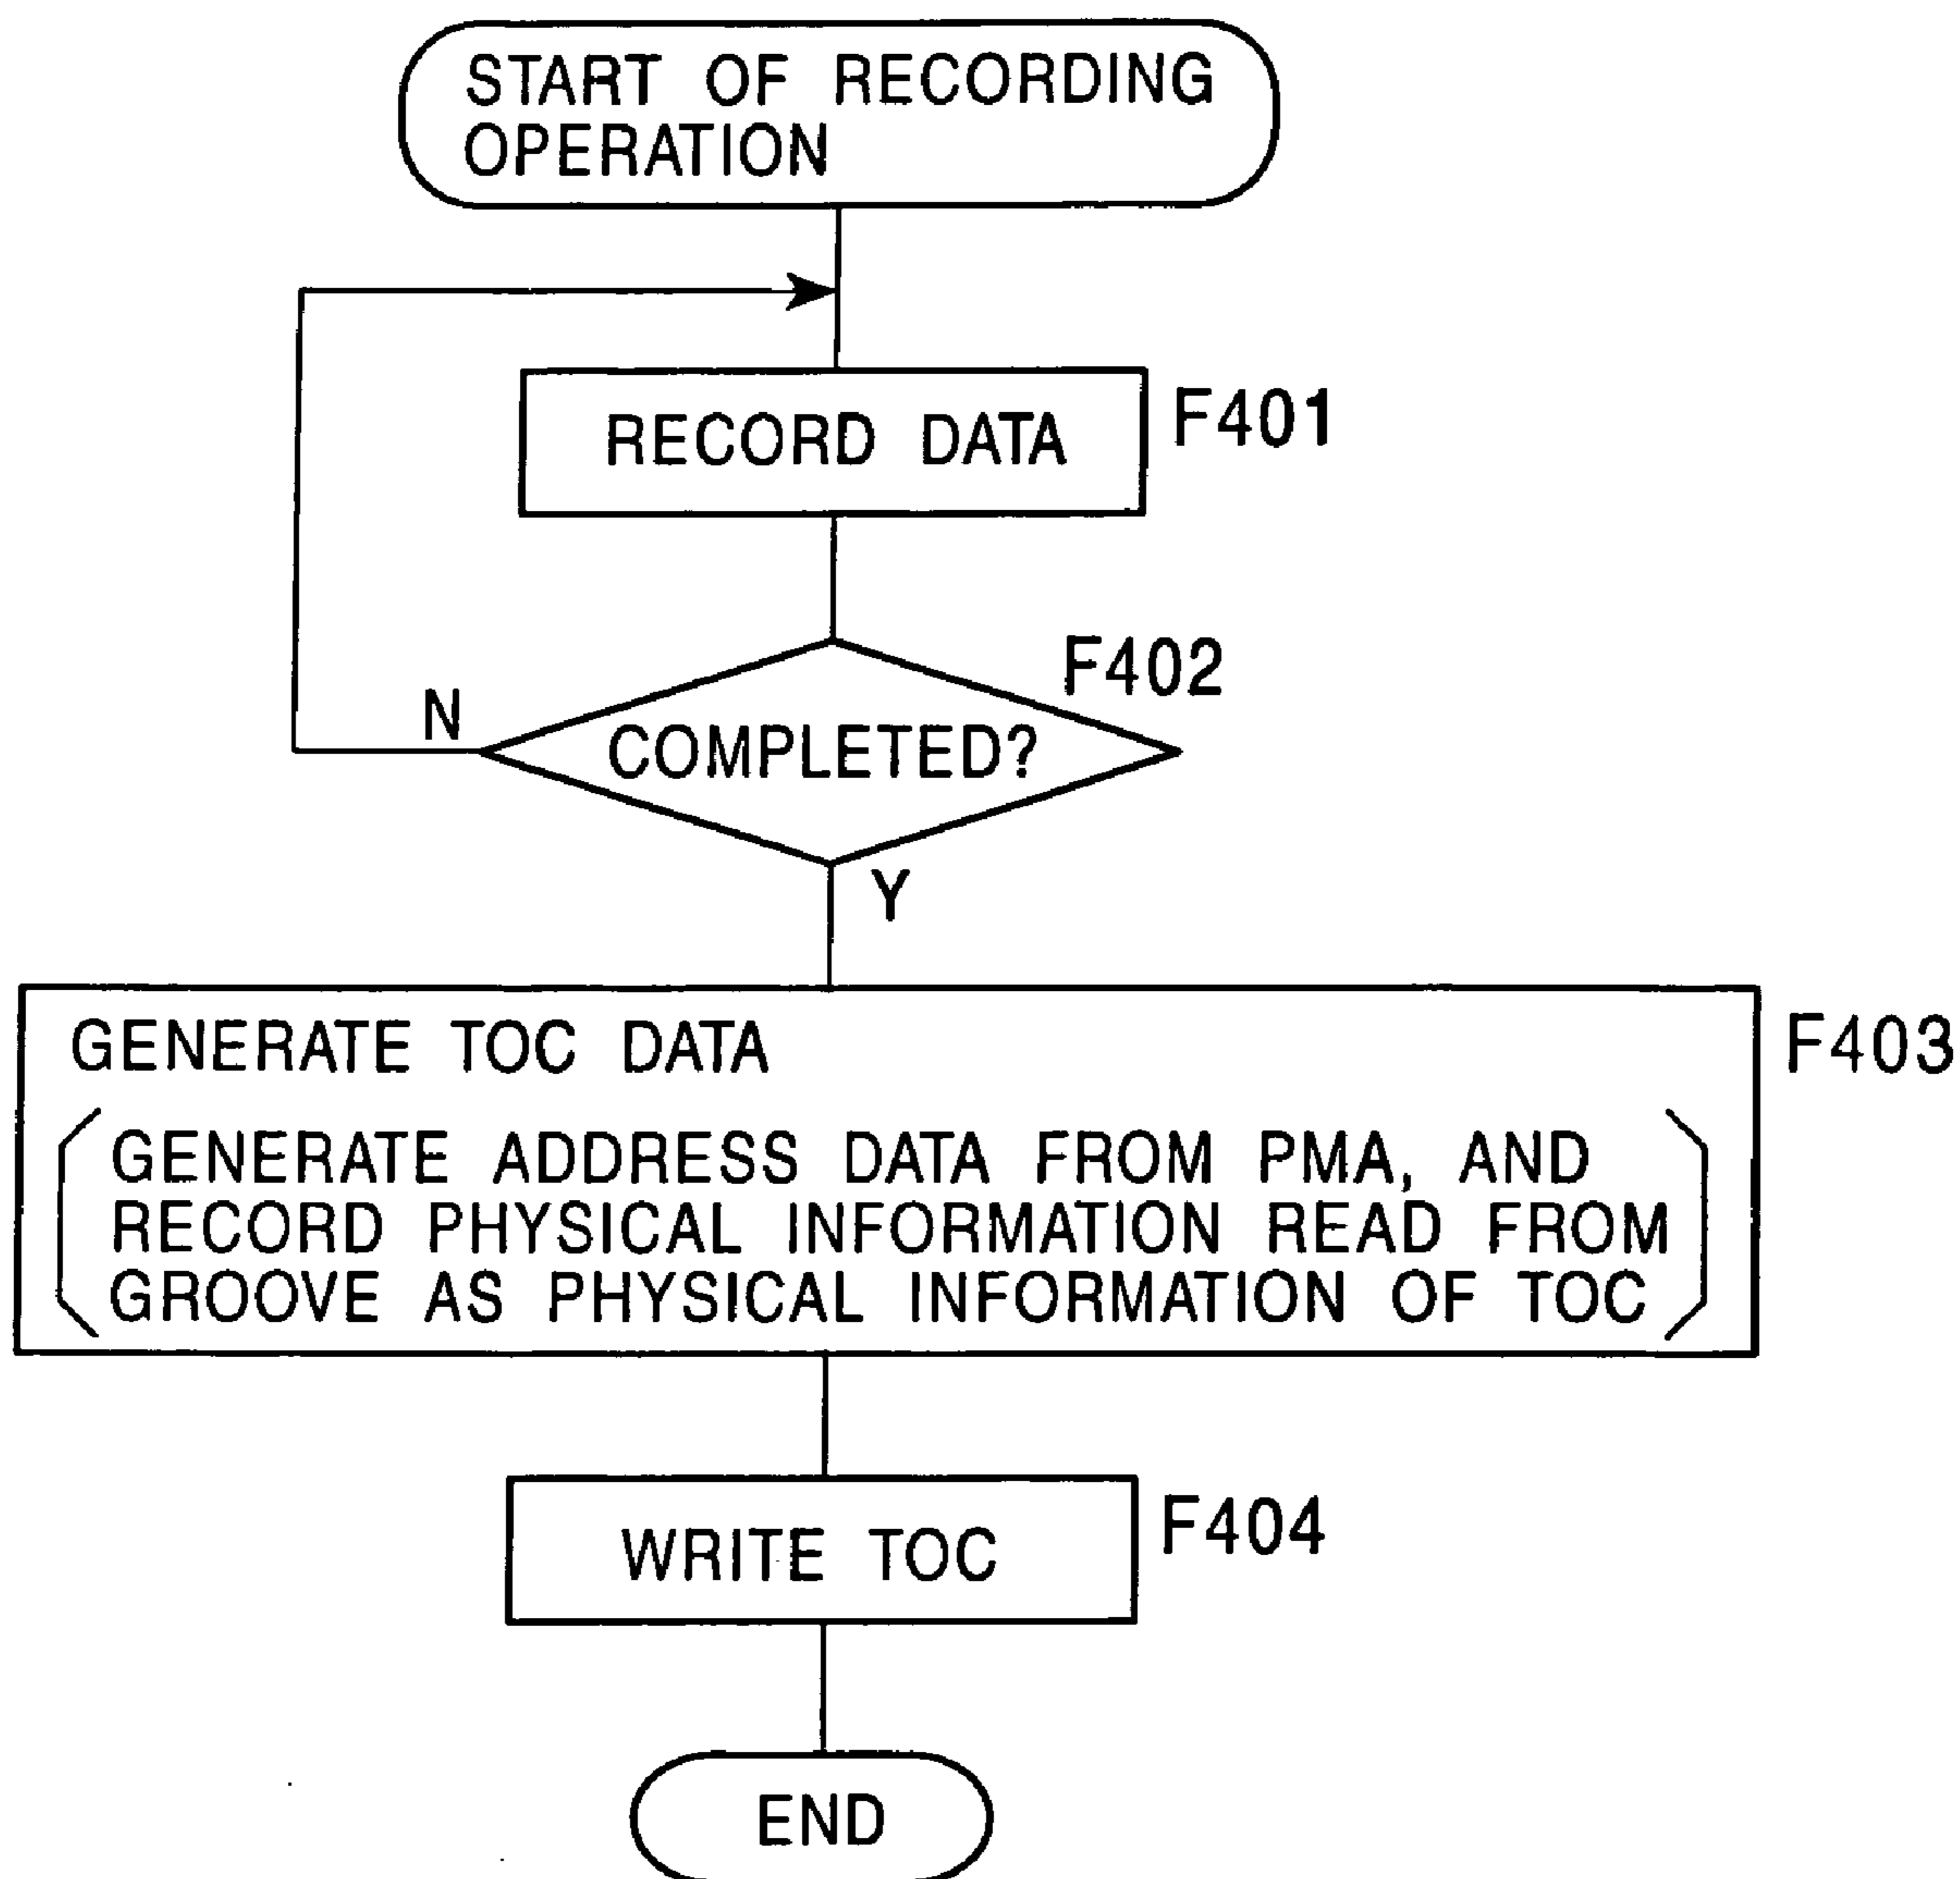 START OF RECORDING
OPERATION
RECORD DATA
F401
F402
N
COMPLETED?
Y
GENERATE TOC DATA
F403
GENERATE ADDRESS DATA FROM PMA, AND
RECORD PHYSICAL INFORMATION READ FROM
GROOVE AS PHYSICAL INFORMATION OF TOC
WRITE TOC
F404
END